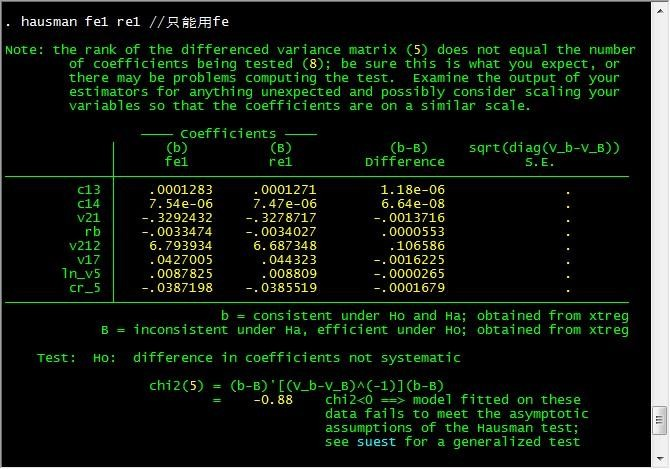 . hausman fe1 re1 //只能用fe
Note: the rank of the differenced variance matrix (5) does not equal the number
of coefficients being tested (8); be sure this is what you expect, or
there may be problems computing the test. Examine the output of your
estimators for anything unexpected and possibly consider scaling your
variables so that the coefficients are on a similar scale.
Coefficients
(b) (B) (b-B) sqrt(diag(V_b-V_B))
fe1 re1 Difference S.E.
c13 .0001283 .0001271 1.18e-06 .
c14 7.54e-06 7.47e-06 6.64e-08 .
v21 -.3292432 -.3278717 -.0013716 .
rb -.0033474 -.0034027 .0000553 .
v212 6.793934 6.687348 .106586 .
v17 .0427005 .044323 -.0016225 .
ln_v5 .0087825 .008809 -.0000265 .
cr_5 -.0387198 -.0385519 -.0001679 .
b = consistent under Ho and Ha; obtained from xtreg
B = inconsistent under Ha, efficient under Ho; obtained from xtreg
Test: Ho: difference in coefficients not systematic
chi2(5) = (b-B)'[(V_b-V_B)^(-1)](b-B)
= -0.88 chi2<0 ==> model fitted on these
data fails to meet the asymptotic
assumptions of the Hausman test;
see suest for a generalized test